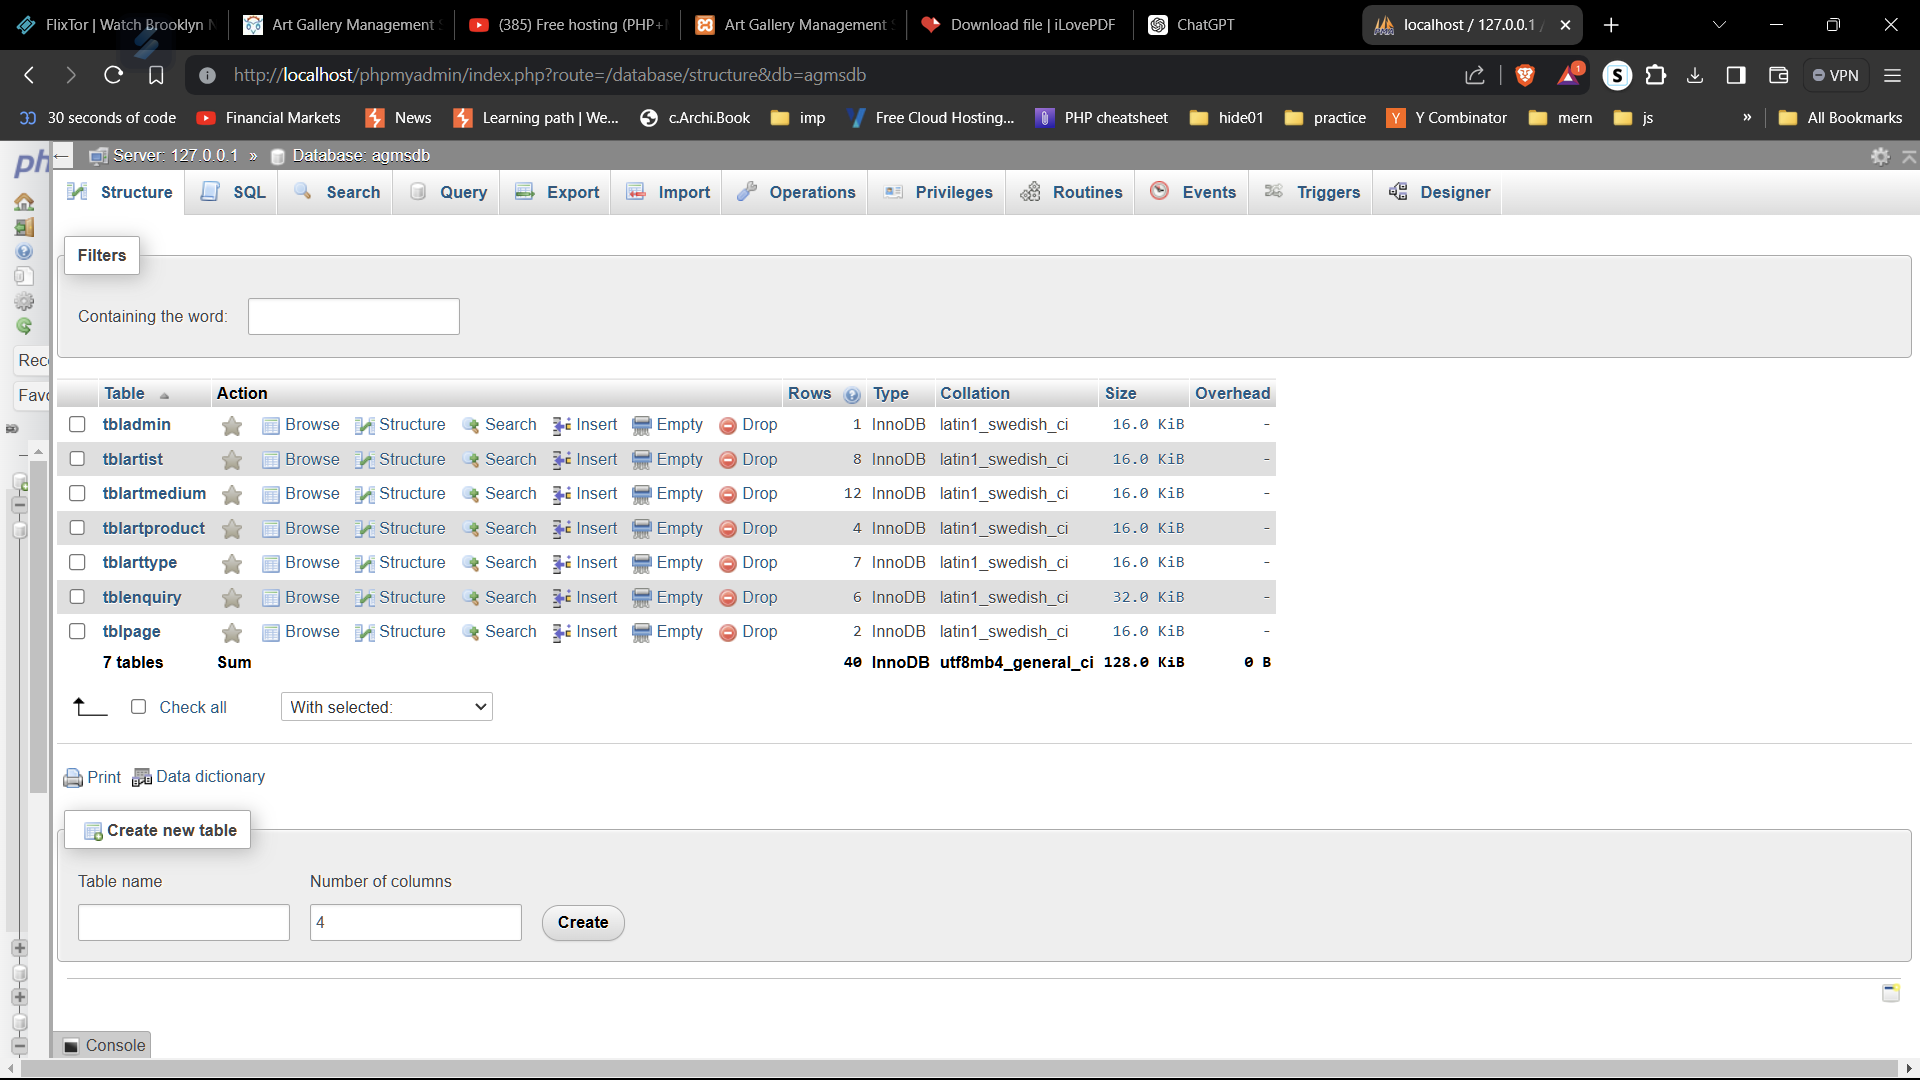 FlixTor | Watch Brooklyn N
Art Gallery Management S
(385) Free hosting (PHP+
Art Gallery Management S
Download file | iLovePDF
ChatGPT
localhost / 127.0.0.1 /
http://localhost/phpmyadmin/index.php?route=/database/structure&db=agmsdb
S
1
VPN
30 seconds of code
Financial Markets
News
Learning path | We...
c.Archi.Book
imp
Free Cloud Hosting...
PHP cheatsheet
hide01
practice
Y Combinator
mern
js
»
All Bookmarks
ph
Server: 127.0.0.1 » Database: agmsdb
Structure SQL Search Query Export Import Operations Privileges Routines Events Triggers Designer
Rec
Favo
Filters
Containing the word:
Table Action Rows Type Collation Size Overhead
tbladmin Browse Structure Search Insert Empty Drop 1 InnoDB latin1_swedish_ci 16.0 KiB -
tblartist Browse Structure Search Insert Empty Drop 8 InnoDB latin1_swedish_ci 16.0 KiB -
tblartmedium Browse Structure Search Insert Empty Drop 12 InnoDB latin1_swedish_ci 16.0 KiB -
tblartproduct Browse Structure Search Insert Empty Drop 4 InnoDB latin1_swedish_ci 16.0 KiB -
tblarttype Browse Structure Search Insert Empty Drop 7 InnoDB latin1_swedish_ci 16.0 KiB -
tblenquiry Browse Structure Search Insert Empty Drop 6 InnoDB latin1_swedish_ci 32.0 KiB -
tblpage Browse Structure Search Insert Empty Drop 2 InnoDB latin1_swedish_ci 16.0 KiB -
7 tables Sum 40 InnoDB utf8mb4_general_ci 128.0 KiB 0 B
Check all With selected:
Print Data dictionary
Create new table
Table name Number of columns
4 Create
Console